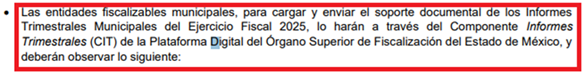 • Las entidades fiscalizables municipales, para cargar y enviar el soporte documental de los Informes
Trimestrales Municipales del Ejercicio Fiscal 2025, lo harán a través del Componente Informes
Trimestrales (CIT) de la Plataforma Digital del Órgano Superior de Fiscalización del Estado de México, y
deberán observar lo siguiente: